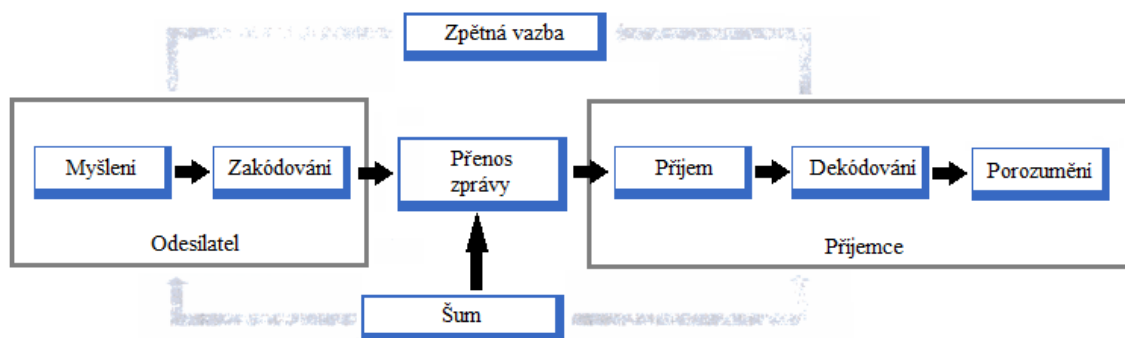 Zpětná vazba
Myšlení
Zakódování
Přenos
zprávy
Příjem
Dekódování
Porozumění
Odesílatel
Příjemce
Šum